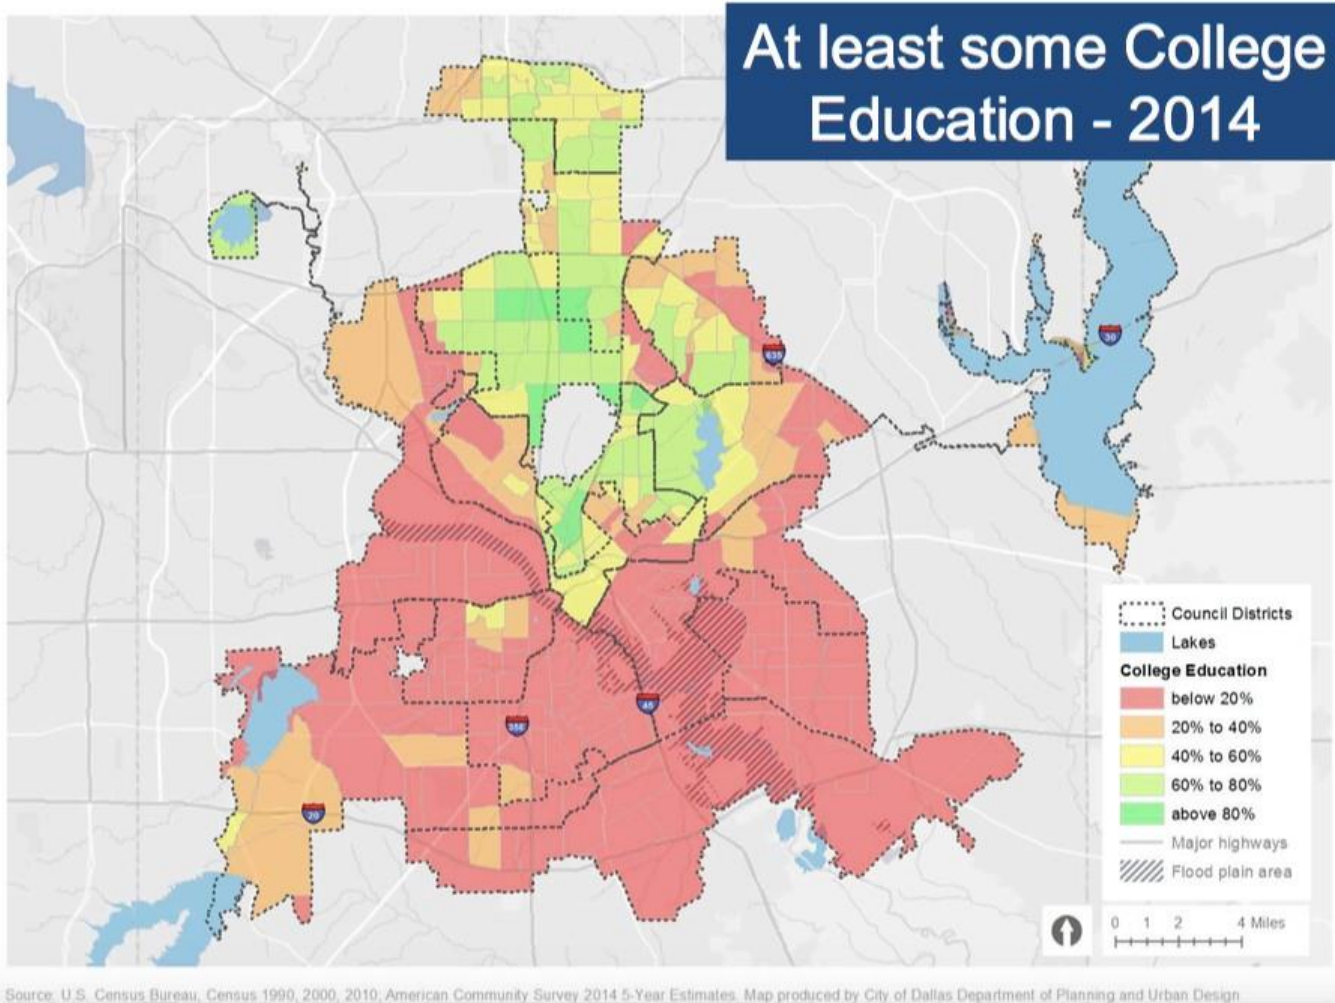 At least some College
Education - 2014
635
30
Council Districts
Lakes
College Education
below 20%
20% to 40%
40% to 60%
60% to 80%
above 80%
Major highways
Flood plain area
45
20
0 1 2 4 Miles
Source: U.S. Census Bureau, Census 1990, 2000, 2010; American Community Survey 2014 5-Year Estimates. Map produced by City of Dallas Department of Planning and Urban Design